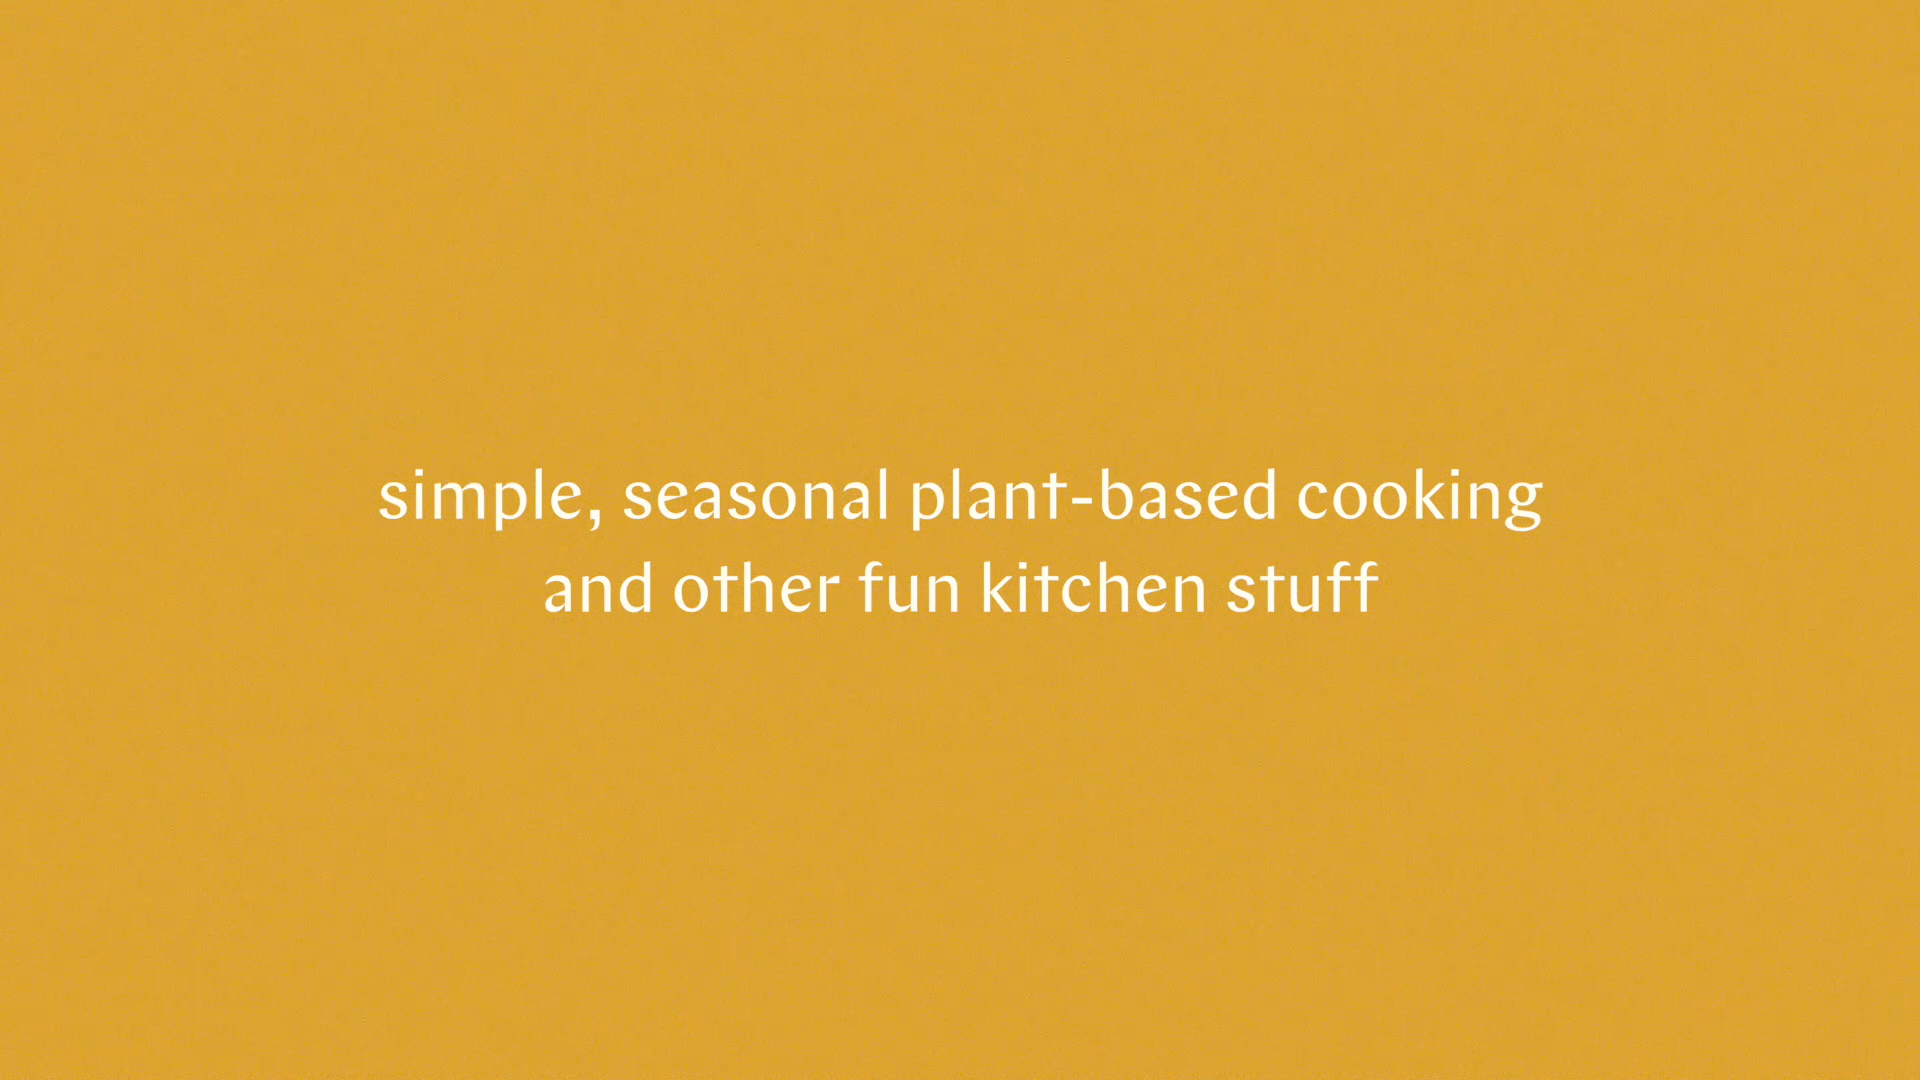 simple, seasonal plant-based cooking
and other fun kitchen stuff